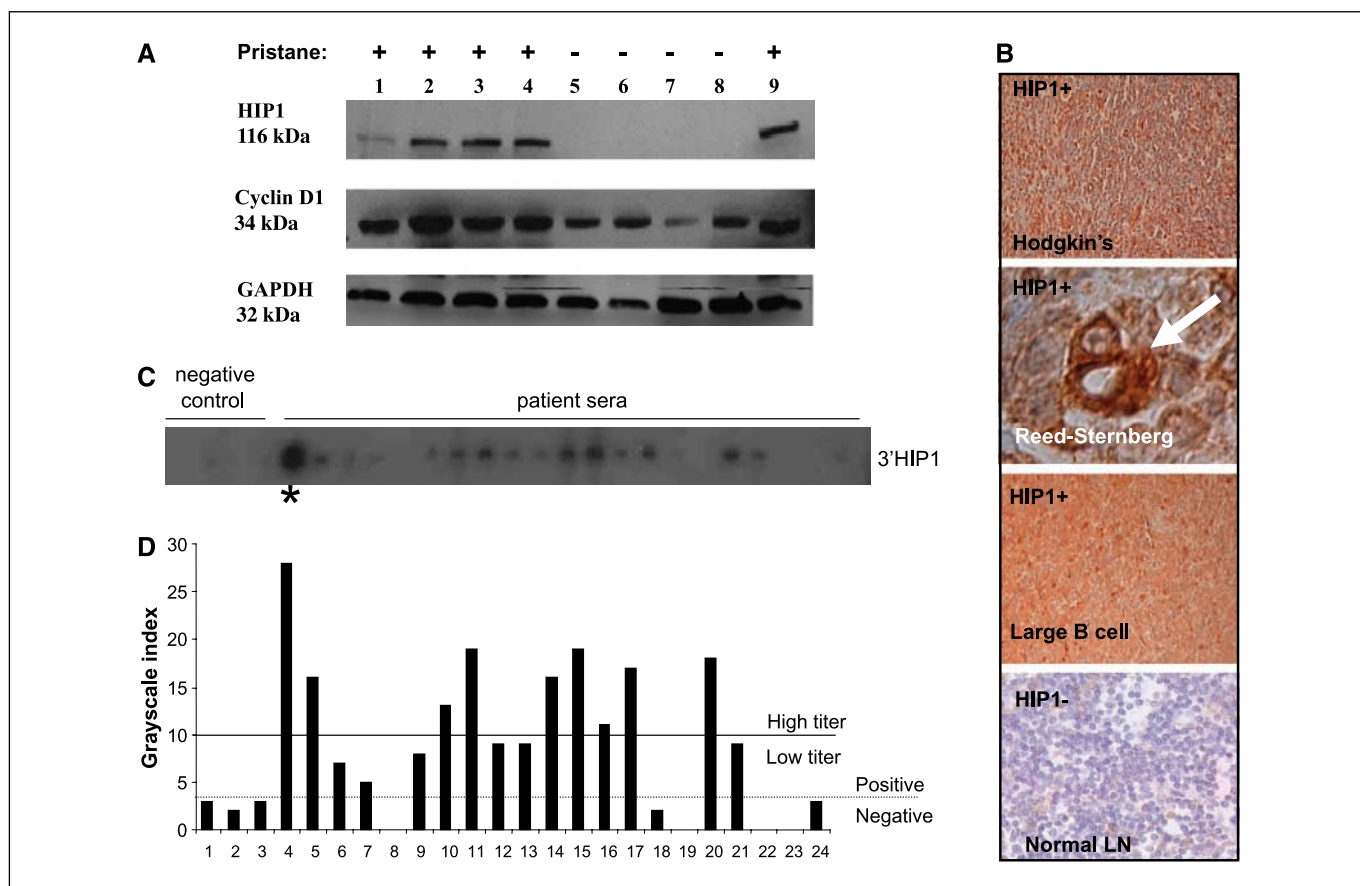 A
Pristane: + + + + - - - - +
1 2 3 4 5 6 7 8 9
HIP1
116 kDa
Cyclin D1
34 kDa
GAPDH
32 kDa
B
HIP1+
Hodgkin's
HIP1+
Reed-Sternberg
HIP1+
Large B cell
HIP1-
Normal LN
C
negative
control
patient sera
3'HIP1
*
D
Grayscale index
30
25
20
15
10
5
0
High titer
Low titer
Positive
Negative
1 2 3 4 5 6 7 8 9 10 11 12 13 14 15 16 17 18 19 20 21 22 23 24